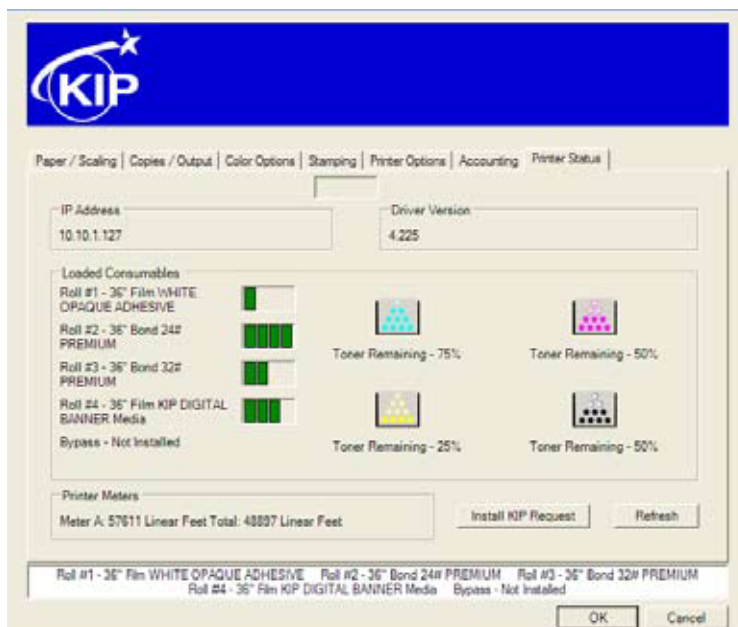 KIP
Paper / Scaling
Copies / Output
Color Options
Stamping
Printer Options
Accounting
Printer Status
IP Address
10.10.1.127
Driver Version
4.225
Loaded Consumables
Roll #1 - 36" Film WHITE
OPAQUE ADHESIVE
Roll #2 - 36" Bond 24#
PREMIUM
Roll #3 - 36" Bond 32#
PREMIUM
Roll #4 - 36" Film KIP DIGITAL
BANNER Media
Bypass - Not Installed
Toner Remaining - 75%
Toner Remaining - 50%
Toner Remaining - 25%
Toner Remaining - 50%
Printer Meters
Meter A: 57611 Linear Feet Total: 48897 Linear Feet
Install KIP Request
Refresh
Roll #1 - 36" Film WHITE OPAQUE ADHESIVE Roll #2 - 36" Bond 24# PREMIUM Roll #3 - 36" Bond 32# PREMIUM
Roll #4 - 36" Film KIP DIGITAL BANNER Media Bypass - Not Installed
OK
Cancel